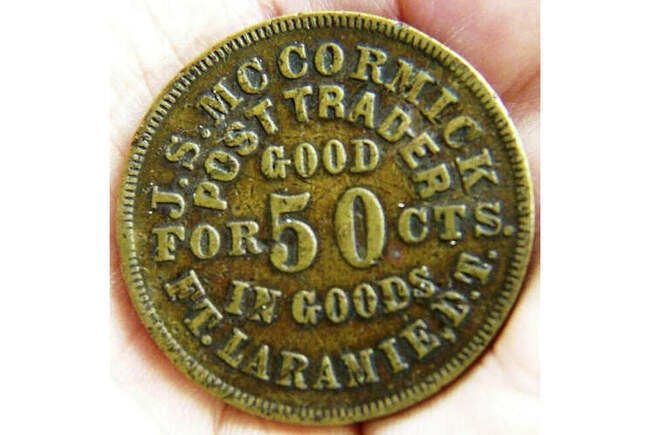 J.S. MC CORMICK
POST TRADER
GOOD
FOR 50 CTS.
IN GOODS
FT. LARAMIE, D.T.